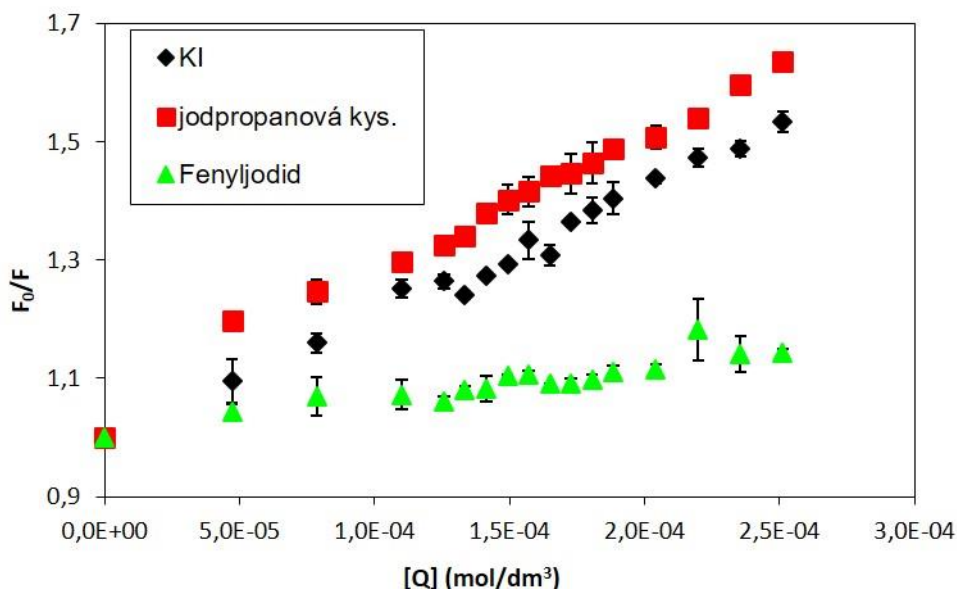 1,7
1,5
1,3
1,1
0,9
F₀/F
KI
jodpropanová kys.
Fenyljodid
0,0E+00 5,0E-05 1,0E-04 1,5E-04 2,0E-04 2,5E-04 3,0E-04
[Q] (mol/dm³)